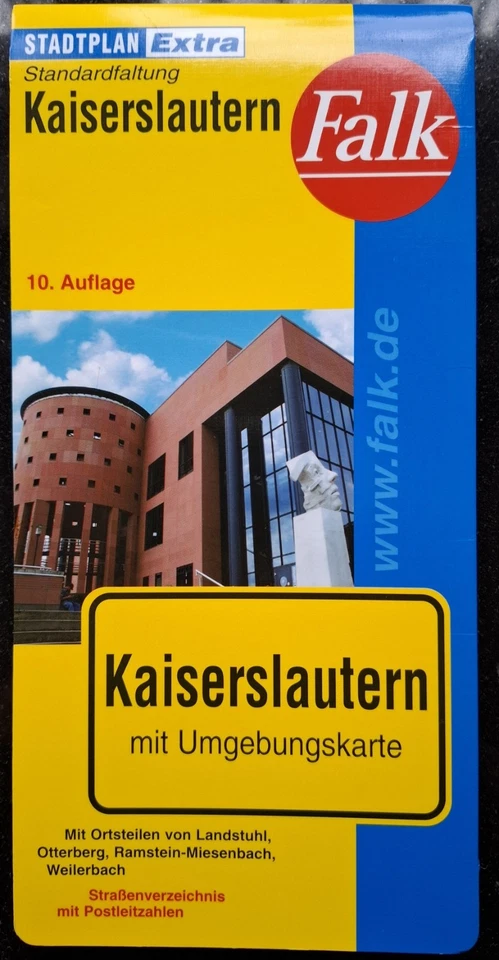 STADTPLAN Extra
Standardfaltung
Kaiserslautern
Falk
10. Auflage
www.falk.de
Kaiserslautern
mit Umgebungskarte
Mit Ortsteilen von Landstuhl,
Otterberg, Ramstein-Miesenbach,
Weilerbach
Straßenverzeichnis
mit Postleitzahlen